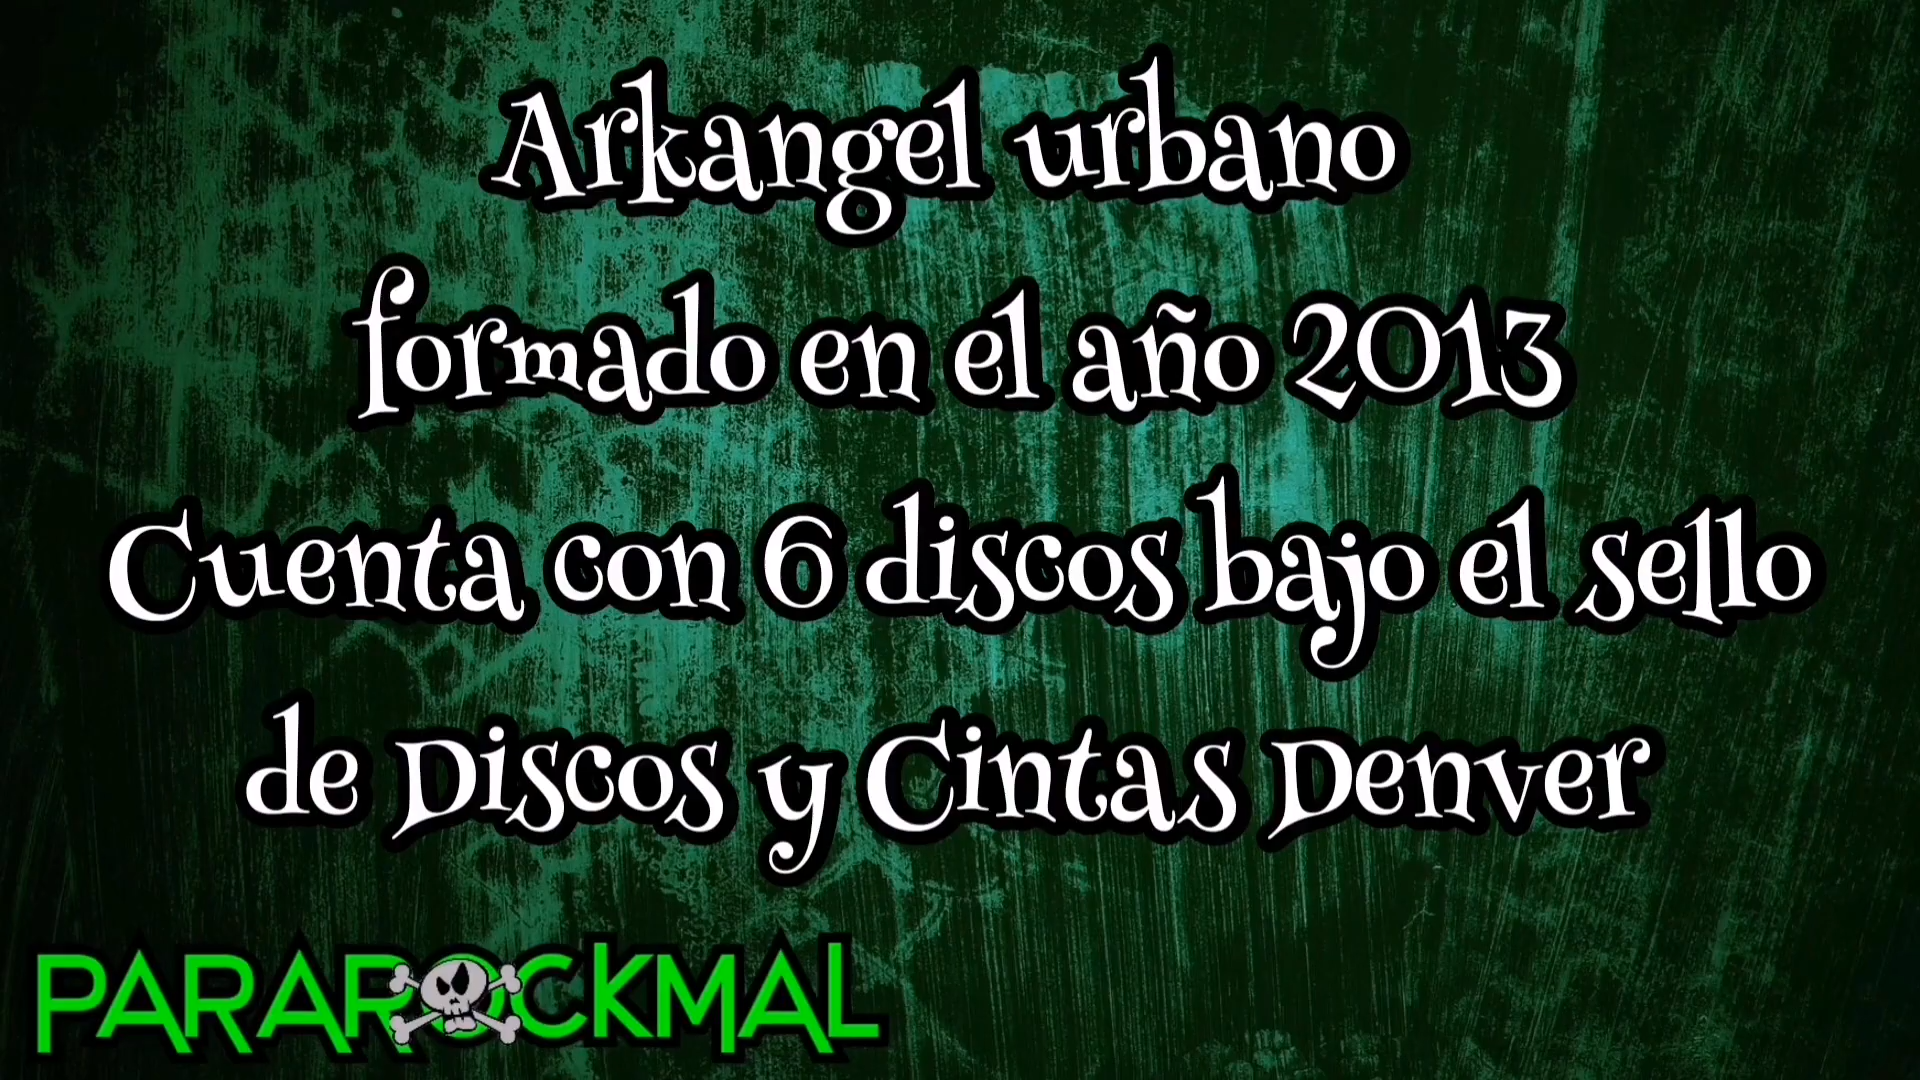 Arkangel urbano
formado en el año 2013
Cuenta con 6 discos bajo el sello
de Discos y Cintas Denver
PARAROCKMAL